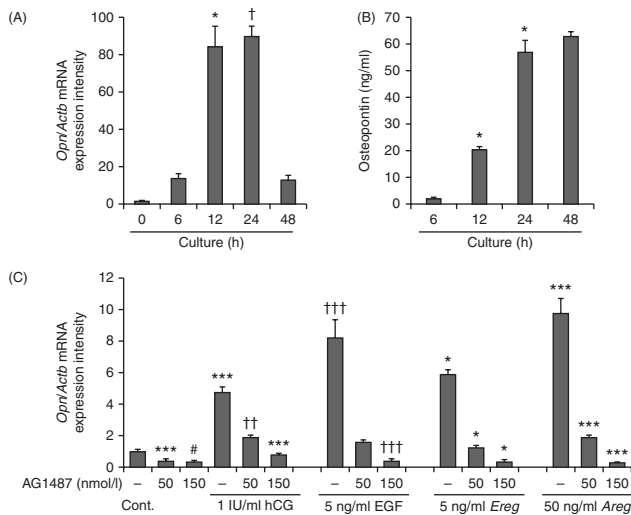 (A)
Opn/Actb mRNA
expression intensity
100
80
60
40
20
0
* †
0 6 12 24 48
Culture (h)
(B)
Osteopontin (ng/ml)
70
60
50
40
30
20
10
0
* *
6 12 24 48
Culture (h)
(C)
Opn/Actb mRNA
expression intensity
12
10
8
6
4
2
0
*** # *** †† *** ††† ††† * * * *** *** ***
AG1487 (nmol/l) – 50 150 – 50 150 – 50 150 – 50 150 – 50 150
Cont. 1 IU/ml hCG 5 ng/ml EGF 5 ng/ml Ereg 50 ng/ml Areg